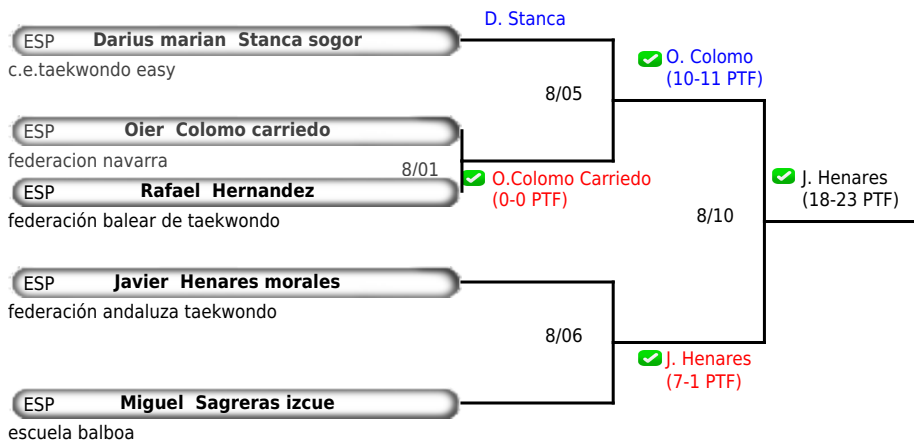 D. Stanca
ESP Darius marian Stanca sogor
c.e.taekwondo easy
O. Colomo
(10-11 PTF)
8/05
ESP Oier Colomo carriedo
federacion navarra
8/01
O.Colomo Carriedo
(0-0 PTF)
ESP Rafael Hernandez
federación balear de taekwondo
J. Henares
(18-23 PTF)
8/10
ESP Javier Henares morales
federación andaluza taekwondo
8/06
J. Henares
(7-1 PTF)
ESP Miguel Sagreras izcue
escuela balboa